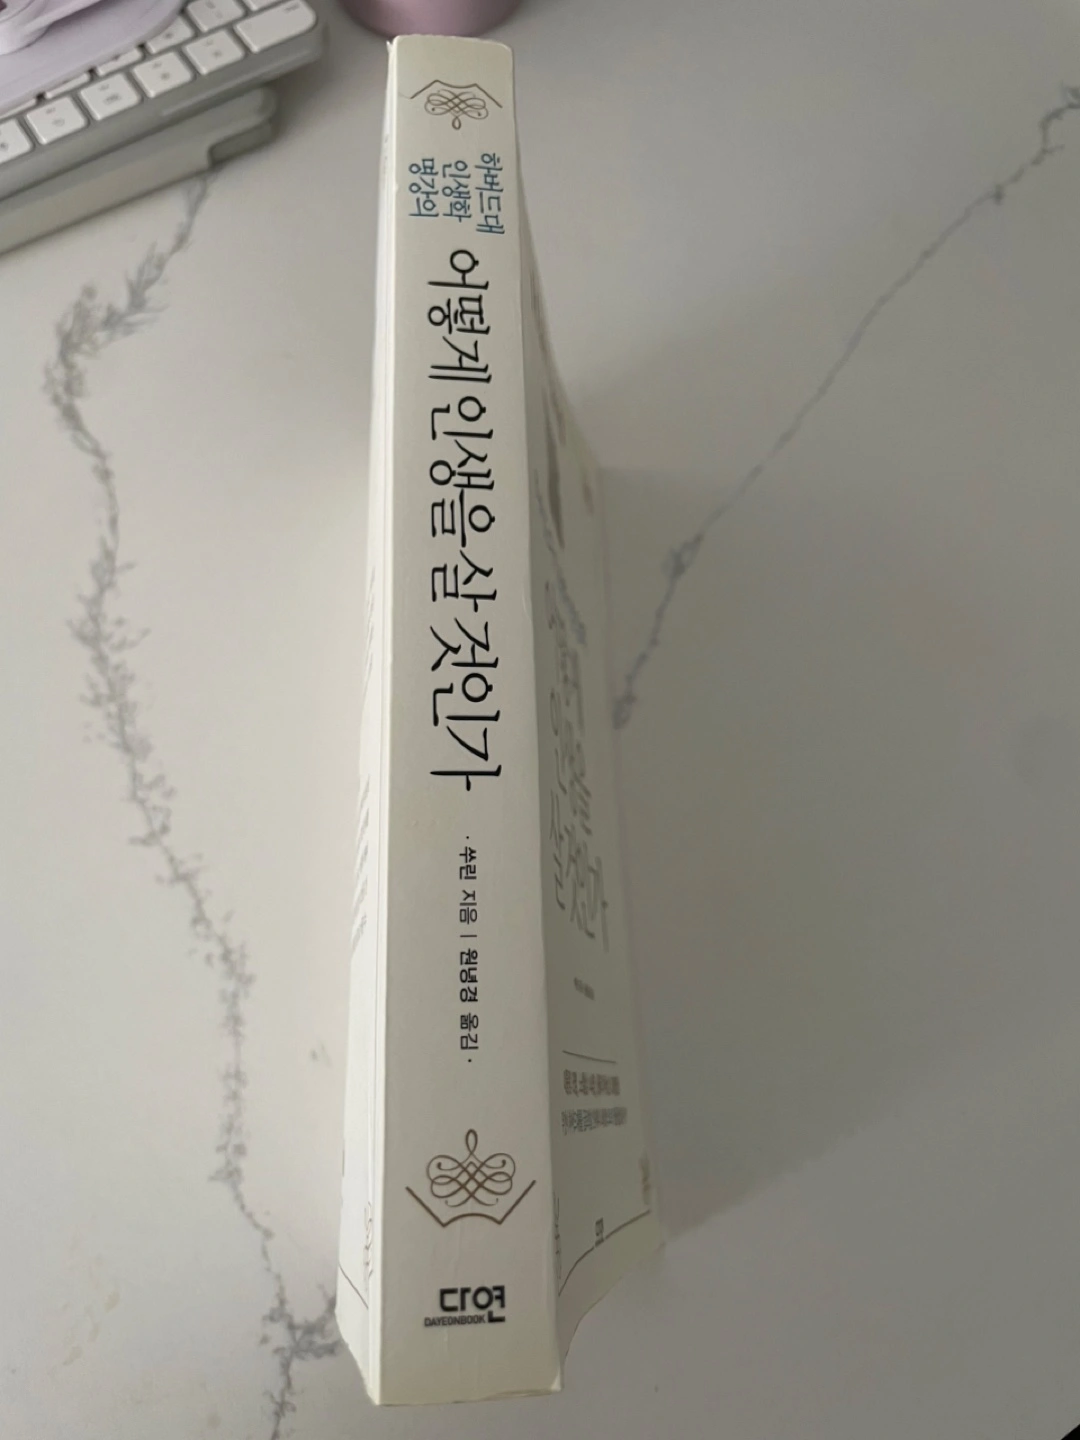 하버드대
인생학
명강의
어떻게 인생을 살 것인가
· 쑤린 지음 | 원녕경 옮김 ·
다연
DAYEONBOOK